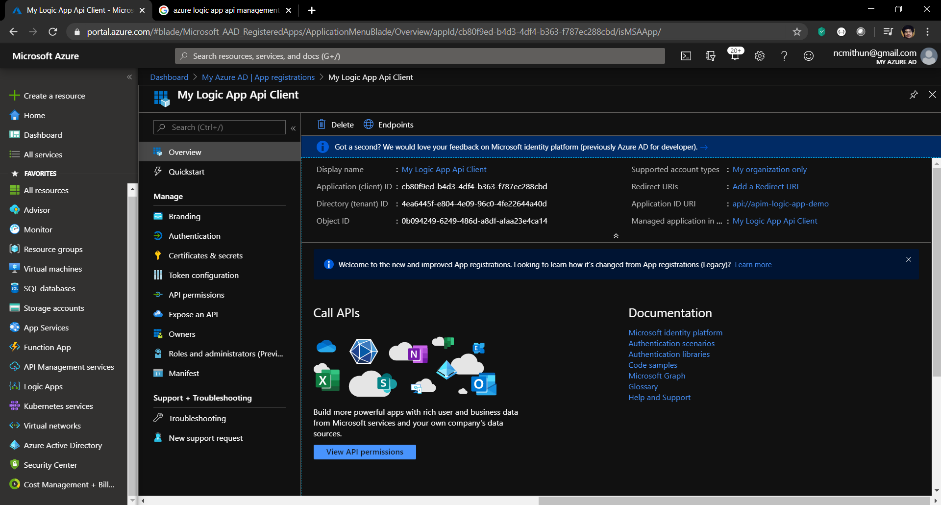 My Logic App Api Client - Micros
azure logic app api management
portal.azure.com/#blade/Microsoft_AAD_RegisteredApps/ApplicationMenuBlade/Overview/appId/cb80f9ed-b4d3-4df4-b363-f787ec288cbd/isMSAApp/
Microsoft Azure
Search resources, services, and docs (G+/)
20+
ncmithun@gmail.com
MY AZURE AD
Create a resource
Home
Dashboard
All services
FAVORITES
All resources
Advisor
Monitor
Resource groups
Virtual machines
SQL databases
Storage accounts
App Services
Function App
API Management services
Logic Apps
Kubernetes services
Virtual networks
Azure Active Directory
Security Center
Cost Management + Bill...
Dashboard > My Azure AD | App registrations > My Logic App Api Client
My Logic App Api Client
Search (Ctrl+/)
Overview
Quickstart
Manage
Branding
Authentication
Certificates & secrets
Token configuration
API permissions
Expose an API
Owners
Roles and administrators (Previ...
Manifest
Support + Troubleshooting
Troubleshooting
New support request
Delete Endpoints
Got a second? We would love your feedback on Microsoft identity platform (previously Azure AD for developer). →
Display name : My Logic App Api Client
Application (client) ID : cb80f9ed-b4d3-4df4-b363-f787ec288cbd
Directory (tenant) ID : 4ea6445f-e804-4e09-96c0-4fe22644a40d
Object ID : 0b094249-6249-486d-a8df-afaa23e4ca14
Supported account types : My organization only
Redirect URIs : Add a Redirect URI
Application ID URI : api://apim-logic-app-demo
Managed application in ... : My Logic App Api Client
Welcome to the new and improved App registrations. Looking to learn how it's changed from App registrations (Legacy)? Learn more
Call APIs
Build more powerful apps with rich user and business data
from Microsoft services and your own company's data
sources.
View API permissions
Documentation
Microsoft identity platform
Authentication scenarios
Authentication libraries
Code samples
Microsoft Graph
Glossary
Help and Support